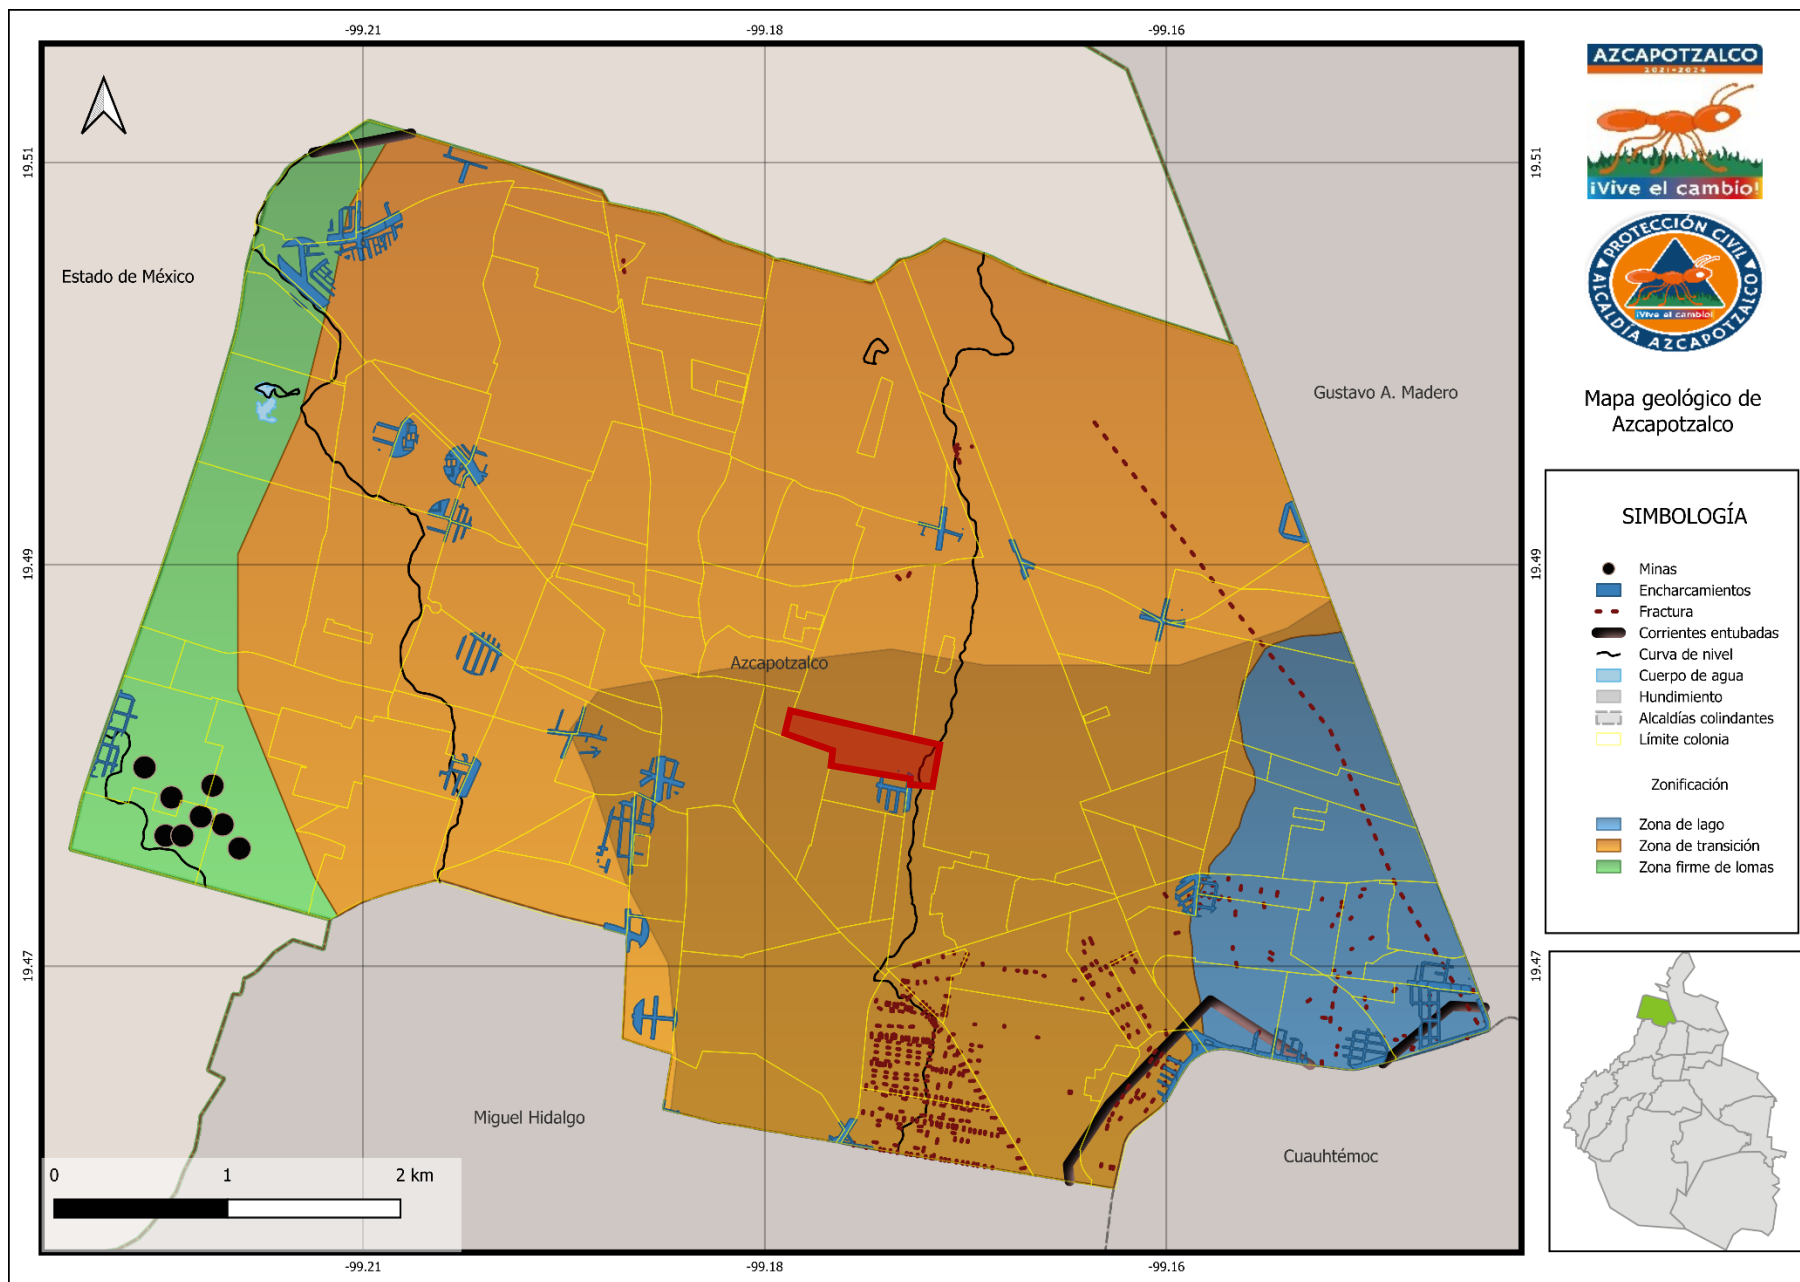 -99.21
-99.18
-99.16
19.51
19.51
19.49
19.49
19.47
19.47
-99.21
-99.18
-99.16
Estado de México
Gustavo A. Madero
Azcapotzalco
Miguel Hidalgo
Cuauhtémoc
0 1 2 km
AZCAPOTZALCO
2021-2024
¡Vive el cambio!
PROTECCIÓN CIVIL
¡Vive el cambio!
ALCALDÍA AZCAPOTZALCO
Mapa geológico de
Azcapotzalco
SIMBOLOGÍA
Minas
Encharcamientos
Fractura
Corrientes entubadas
Curva de nivel
Cuerpo de agua
Hundimiento
Alcaldías colindantes
Límite colonia
Zonificación
Zona de lago
Zona de transición
Zona firme de lomas